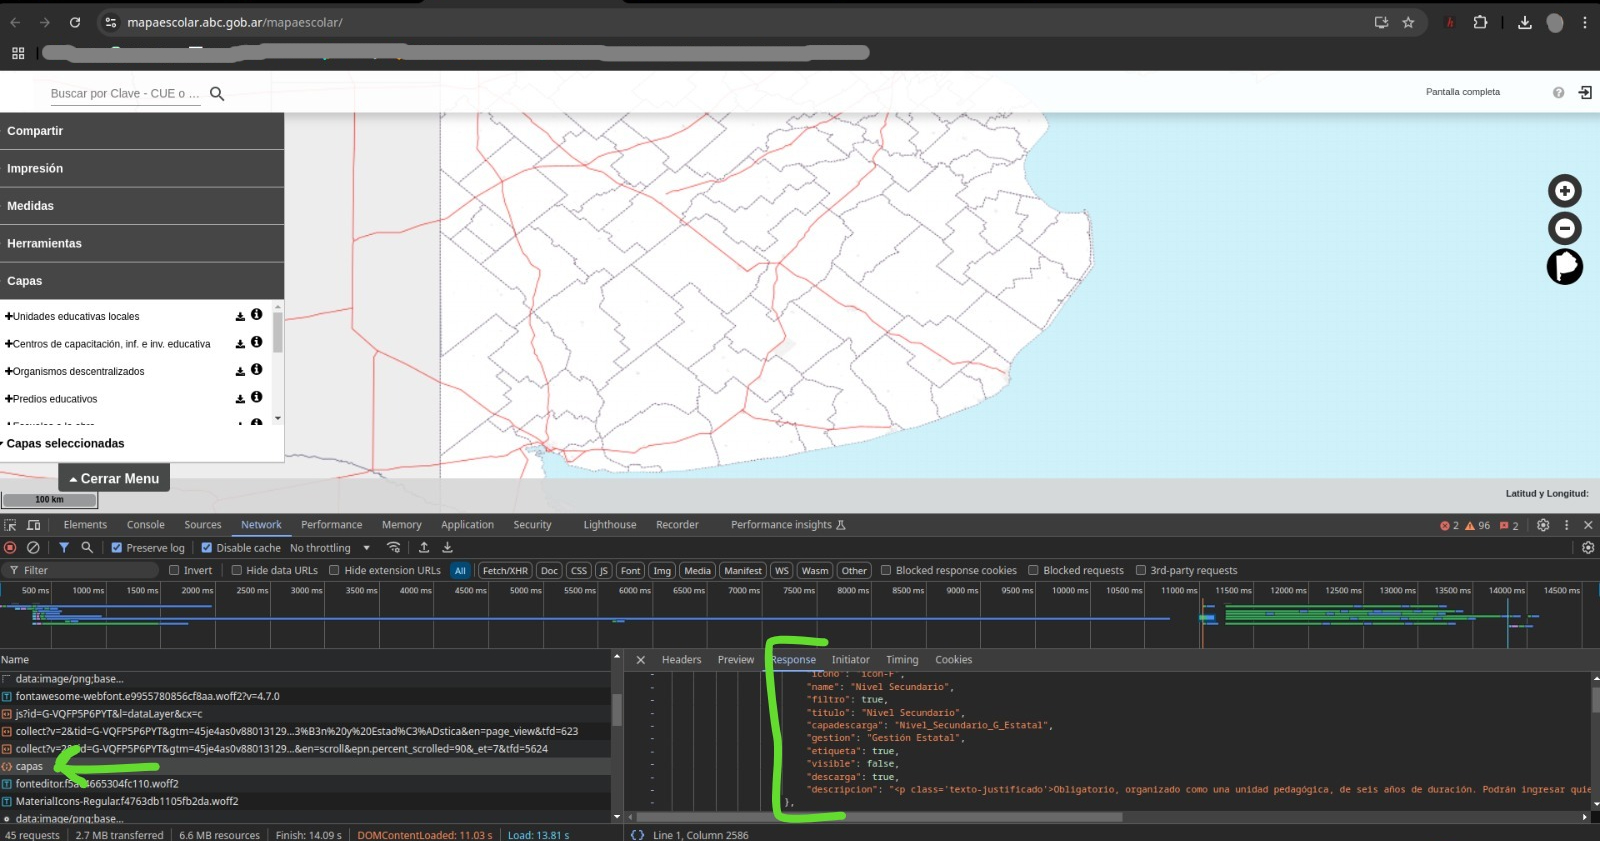 mapaescolar.abc.gob.ar/mapaescolar/
Buscar por Clave - CUE o ...
Pantalla completa
Compartir
Impresión
Medidas
Herramientas
Capas
Unidades educativas locales
Centros de capacitación, inf. e inv. educativa
Organismos descentralizados
Predios educativos
Capas seleccionadas
Cerrar Menu
100 km
Latitud y Longitud:
Elements Console Sources Network Performance Memory Application Security Lighthouse Recorder Performance insights 2 96 2
Preserve log Disable cache No throttling
Filter Invert Hide data URLs Hide extension URLs All Fetch/XHR Doc CSS JS Font Img Media Manifest WS Wasm Other Blocked response cookies Blocked requests 3rd-party requests
500 ms 1000 ms 1500 ms 2000 ms 2500 ms 3000 ms 3500 ms 4000 ms 4500 ms 5000 ms 5500 ms 6000 ms 6500 ms 7000 ms 7500 ms 8000 ms 8500 ms 9000 ms 9500 ms 10000 ms 10500 ms 11000 ms 11500 ms 12000 ms 12500 ms 13000 ms 13500 ms 14000 ms 14500 ms
Name
data:image/png;base...
fontawesome-webfont.e9955780856cf8aa.woff2?v=4.7.0
js?id=G-VQFP5P6PYT&l=dataLayer&cx=c
collect?v=2&tid=G-VQFP5P6PYT&gtm=45je4as0v88013129...3%B3n%20y%20Estad%C3%ADstica&en=page_view&tfd=623
&gtm=45je4as0v88013129...&en=scroll&epn.percent_scrolled=90&_et=7&tfd=5624
capas
4665304fc110.woff2
MaterialIcons-Regular.f4763db1105fb2da.woff2
data:image/png;base...
45 requests 2.7 MB transferred 6.6 MB resources Finish: 14.09 s DOMContentLoaded: 11.03 s Load: 13.81 s
Headers Preview Response Initiator Timing Cookies
"icono": "icon-F",
"name": "Nivel Secundario",
"filtro": true,
"titulo": "Nivel Secundario",
"capadescarga": "Nivel_Secundario_G_Estatal",
"gestion": "Gestión Estatal",
"etiqueta": true,
"visible": false,
"descarga": true,
"descripcion": "<p class='texto-justificado'>Obligatorio, organizado como una unidad pedagógica, de seis años de duración. Podrán ingresar quie
},
{} Line 1, Column 2586